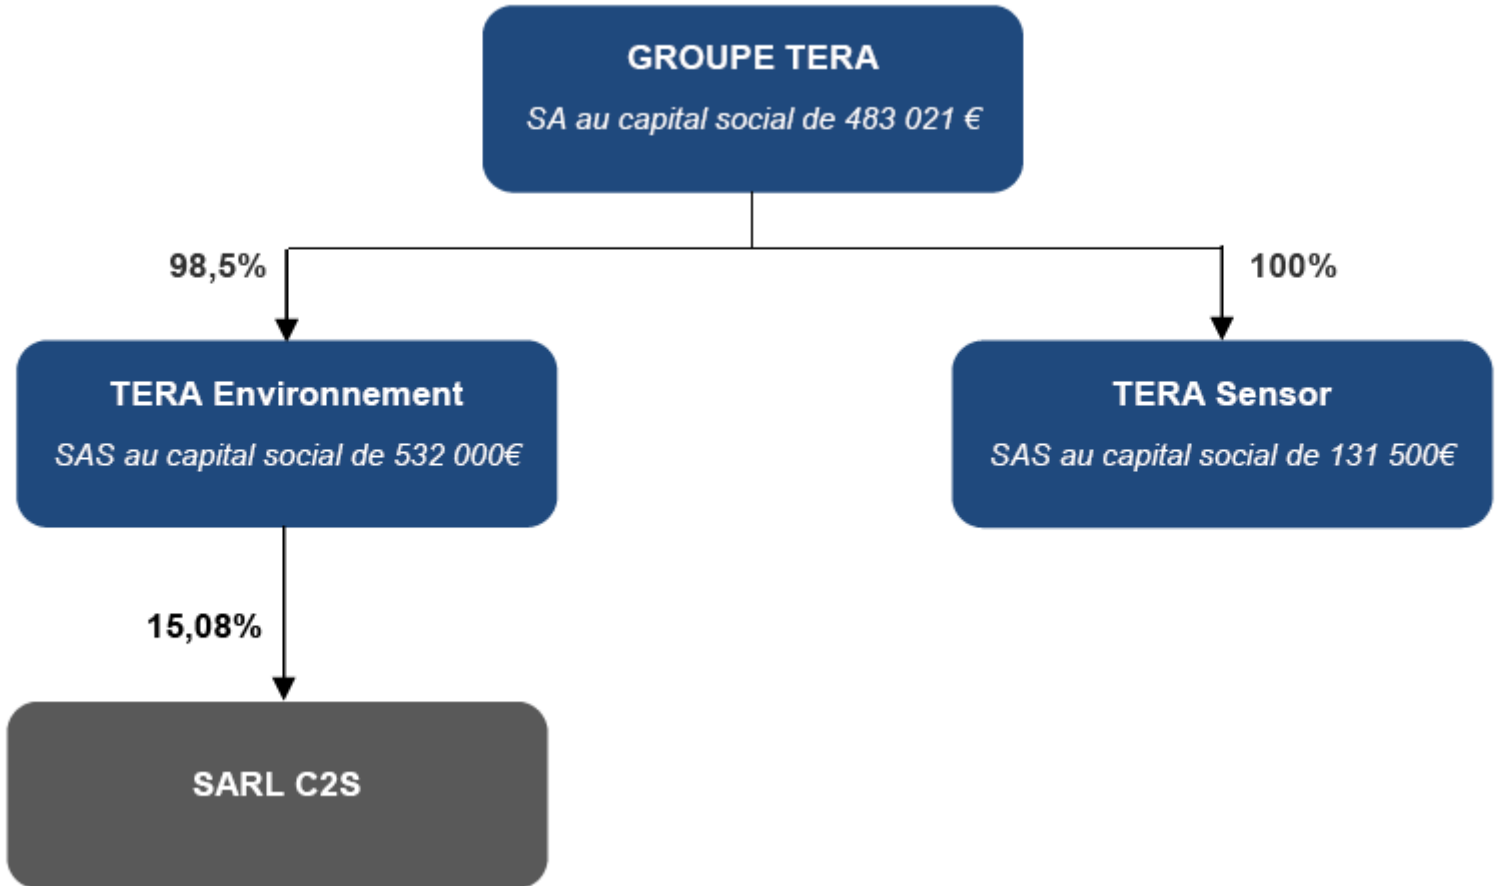 GROUPE TERA
SA au capital social de 483 021 €
98,5%
100%
TERA Environnement
SAS au capital social de 532 000€
TERA Sensor
SAS au capital social de 131 500€
15,08%
SARL C2S